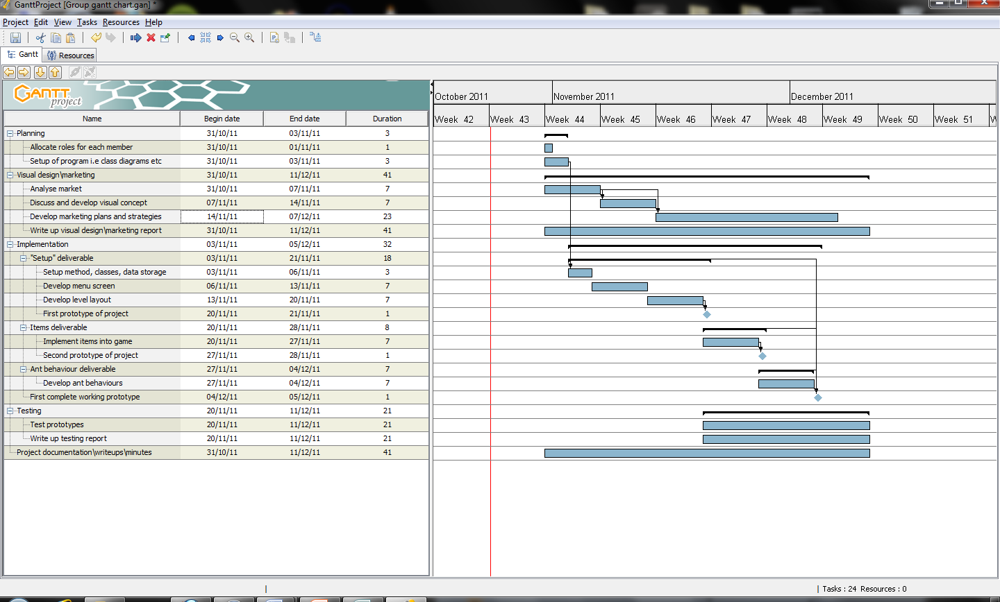 GanttProject [Group gantt chart.gan] *
Project Edit View Tasks Resources Help
Gantt Resources
GANTT project
October 2011 November 2011 December 2011
Name Begin date End date Duration
Week 42 Week 43 Week 44 Week 45 Week 46 Week 47 Week 48 Week 49 Week 50 Week 51 W
Planning 31/10/11 03/11/11 3
Allocate roles for each member 31/10/11 01/11/11 1
Setup of program i.e class diagrams etc 31/10/11 03/11/11 3
Visual design\marketing 31/10/11 11/12/11 41
Analyse market 31/10/11 07/11/11 7
Discuss and develop visual concept 07/11/11 14/11/11 7
Develop marketing plans and strategies 14/11/11 07/12/11 23
Write up visual design\marketing report 31/10/11 11/12/11 41
Implementation 03/11/11 05/12/11 32
"Setup" deliverable 03/11/11 21/11/11 18
Setup method, classes, data storage 03/11/11 06/11/11 3
Develop menu screen 06/11/11 13/11/11 7
Develop level layout 13/11/11 20/11/11 7
First prototype of project 20/11/11 21/11/11 1
Items deliverable 20/11/11 28/11/11 8
Implement items into game 20/11/11 27/11/11 7
Second prototype of project 27/11/11 28/11/11 1
Ant behaviour deliverable 27/11/11 04/12/11 7
Develop ant behaviours 27/11/11 04/12/11 7
First complete working prototype 04/12/11 05/12/11 1
Testing 20/11/11 11/12/11 21
Test prototypes 20/11/11 11/12/11 21
Write up testing report 20/11/11 11/12/11 21
Project documentation\writeups\minutes 31/10/11 11/12/11 41
Tasks : 24 Resources : 0